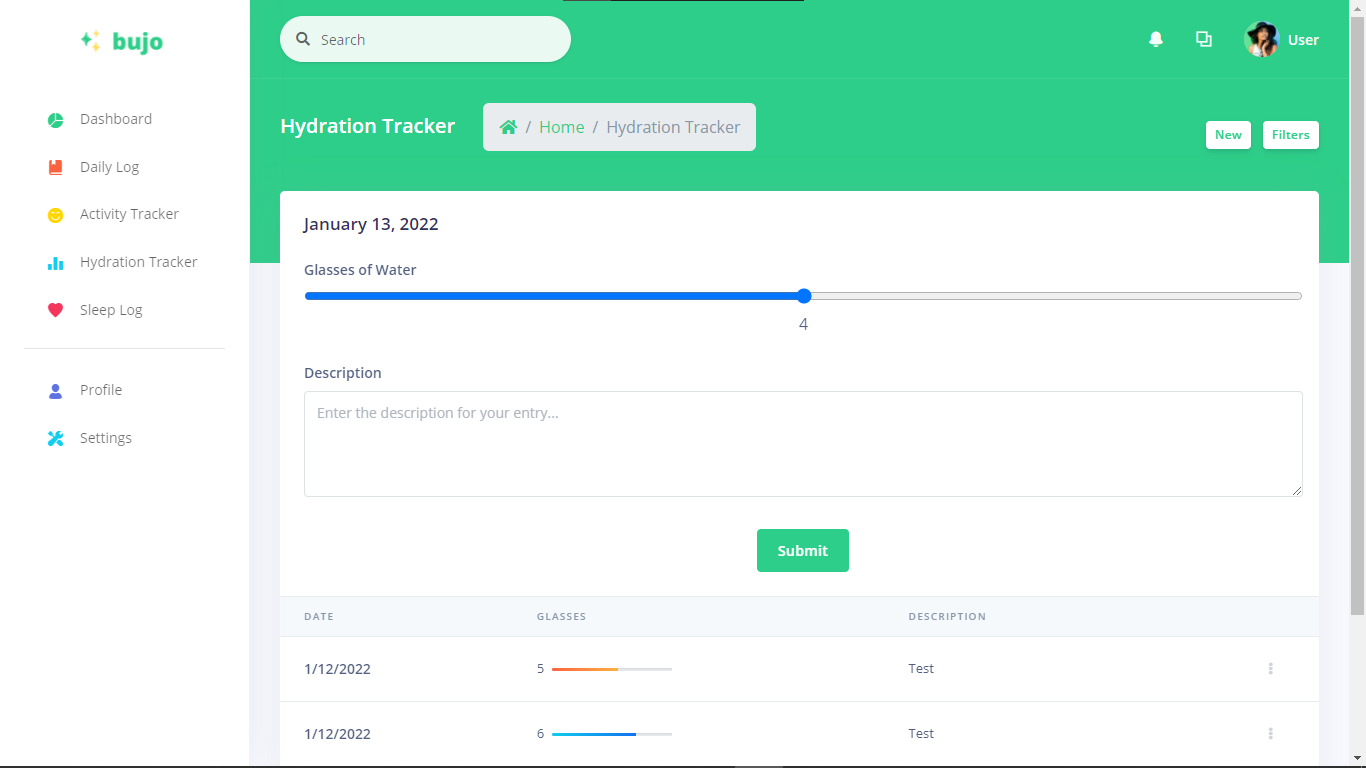 bujo
Search
User
Dashboard
Daily Log
Activity Tracker
Hydration Tracker
Sleep Log
Profile
Settings
Hydration Tracker
/ Home / Hydration Tracker
New
Filters
January 13, 2022
Glasses of Water
4
Description
Enter the description for your entry...
Submit
DATE GLASSES DESCRIPTION
1/12/2022 5 Test
1/12/2022 6 Test